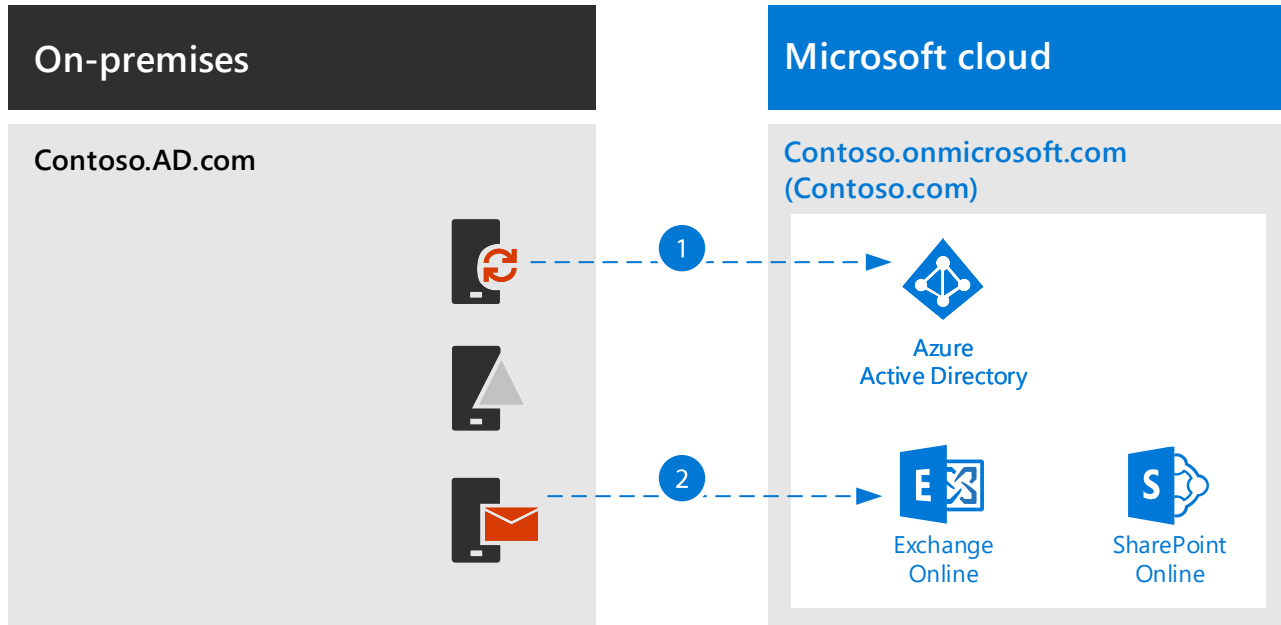 On-premises
Microsoft cloud
Contoso.AD.com
Contoso.onmicrosoft.com
(Contoso.com)
1
Azure
Active Directory
2
E
S
Exchange
Online
SharePoint
Online